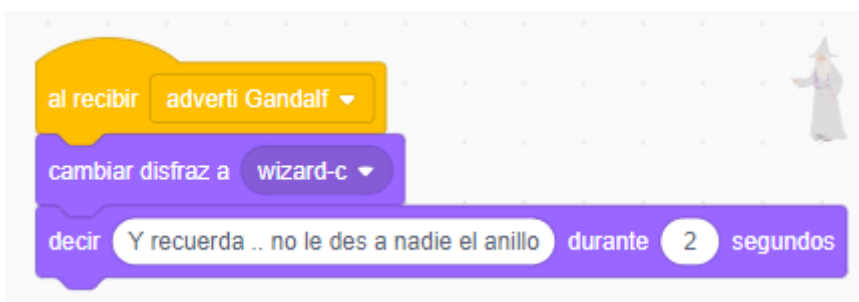 al recibir adverti Gandalf
cambiar disfraz a wizard-c
decir Y recuerda .. no le des a nadie el anillo durante 2 segundos